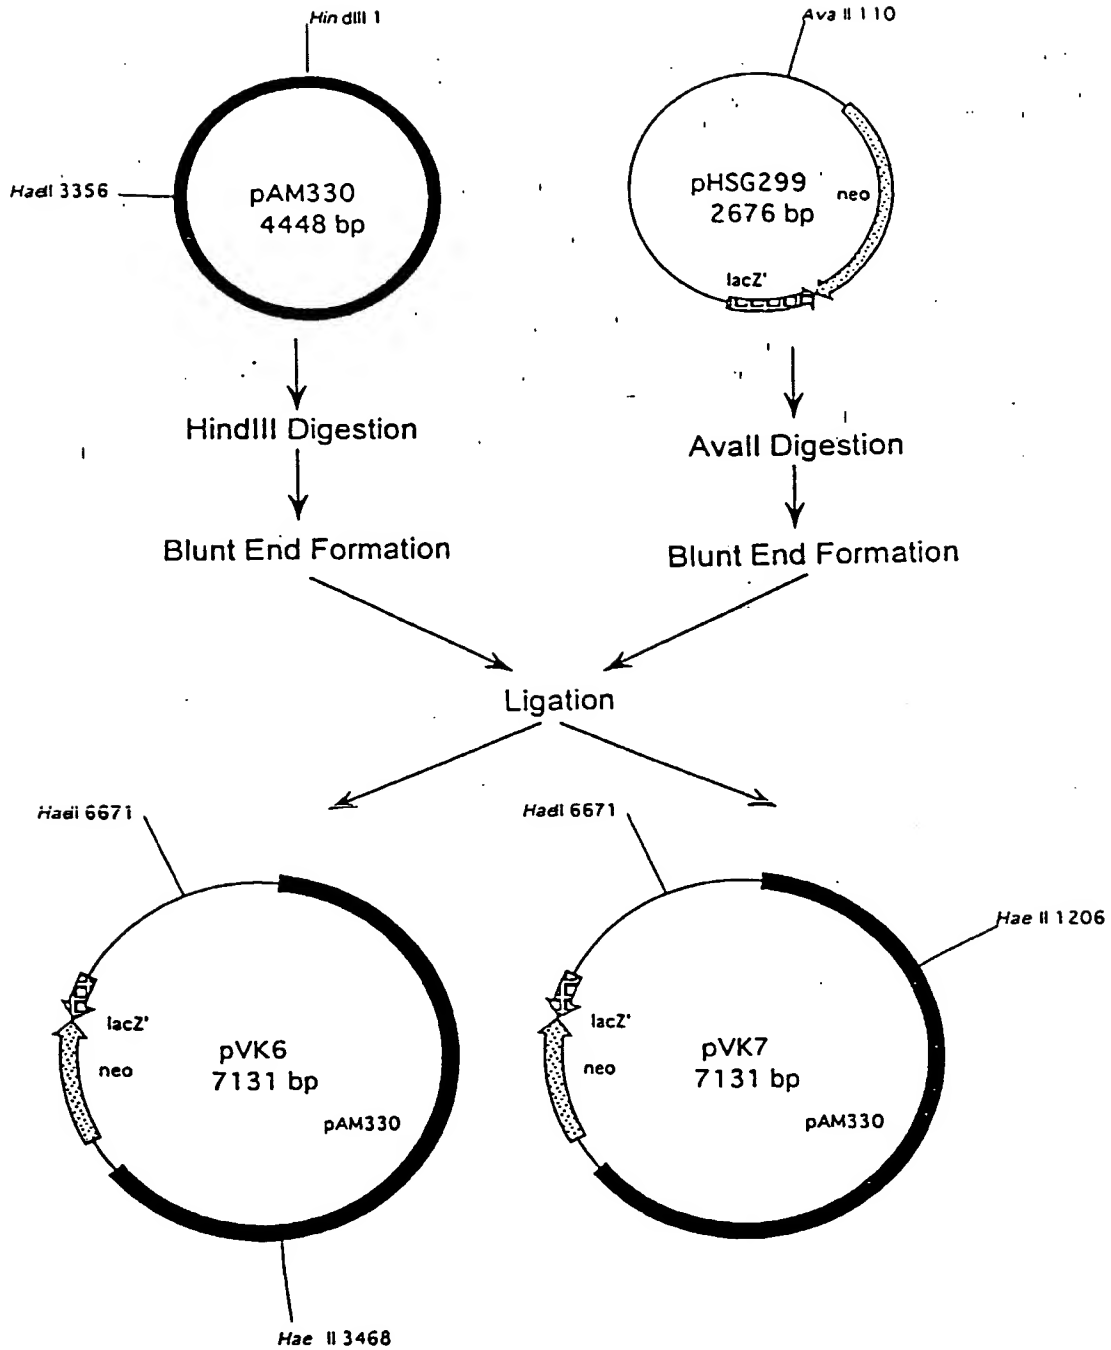 Hin dIII 1
Ava II 110
HaeII 3356
pAM330
4448 bp
pHSG299
2676 bp
neo
lacZ'
HindIII Digestion
AvaII Digestion
Blunt End Formation
Blunt End Formation
Ligation
HaeII 6671
HaeII 6671
Hae II 1206
lacZ'
neo
pVK6
7131 bp
pAM330
lacZ'
neo
pVK7
7131 bp
pAM330
Hae II 3468